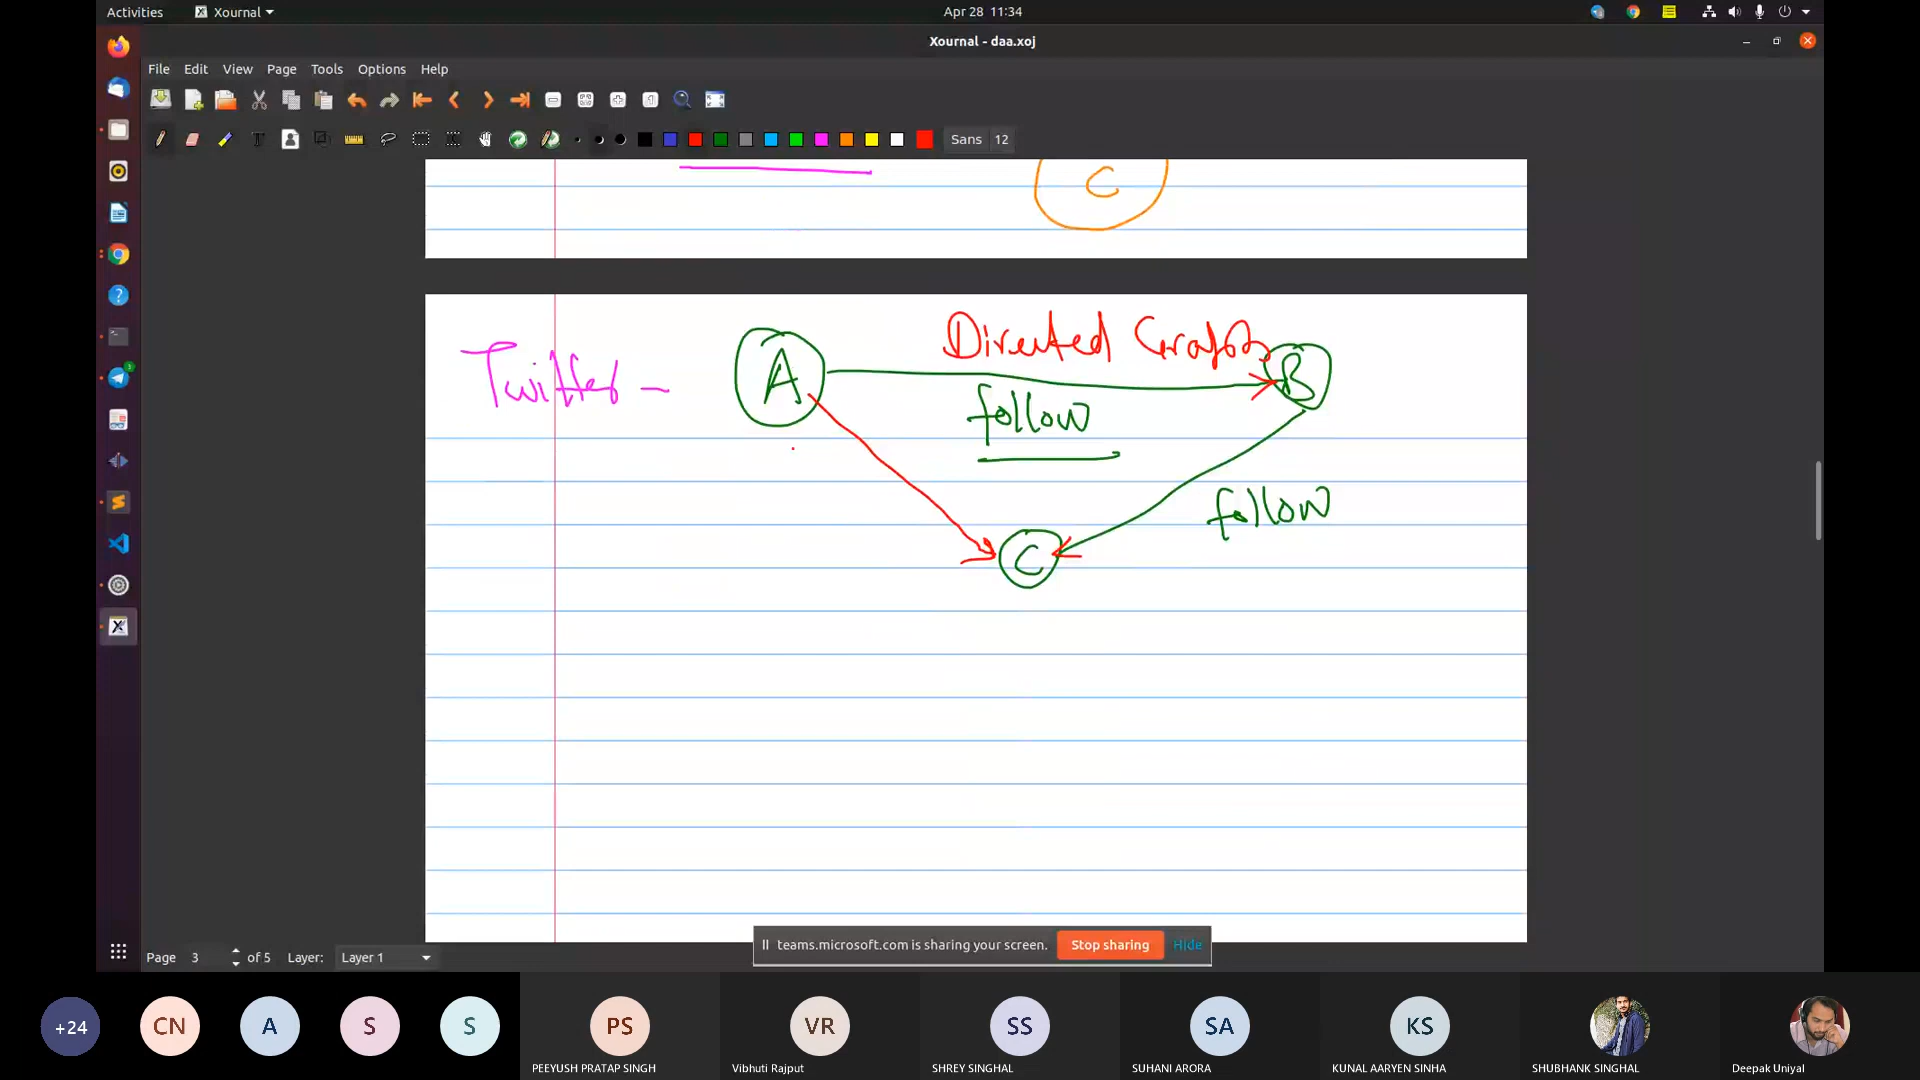 Activities Xournal Apr 28 11:34
Xournal - daa.xoj
File Edit View Page Tools Options Help
Sans 12
C
Directed Graph
Twitter -
A
B
follow
follow
C
Page 3 of 5 Layer: Layer 1
teams.microsoft.com is sharing your screen. Stop sharing Hide
+24 CN A S S PS VR SS SA KS
PEEYUSH PRATAP SINGH Vibhuti Rajput SHREY SINGHAL SUHANI ARORA KUNAL AARYEN SINHA SHUBHANK SINGHAL Deepak Uniyal